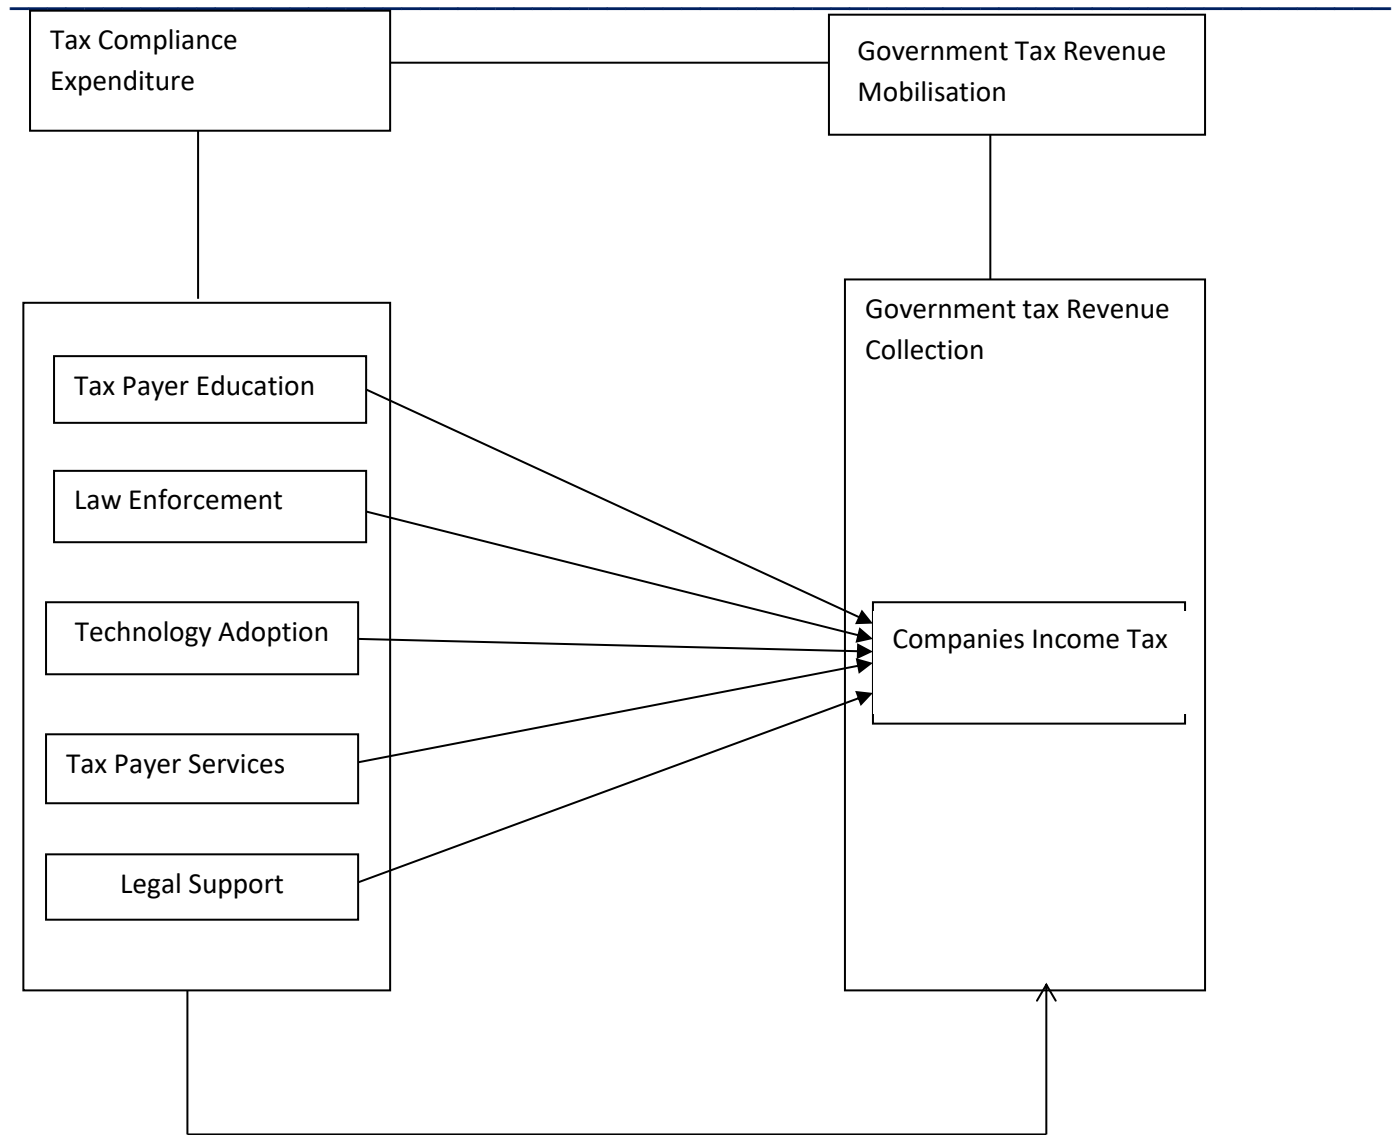 Tax Compliance
Expenditure
Government Tax Revenue
Mobilisation
Government tax Revenue
Collection
Tax Payer Education
Law Enforcement
Technology Adoption
Companies Income Tax
Tax Payer Services
Legal Support